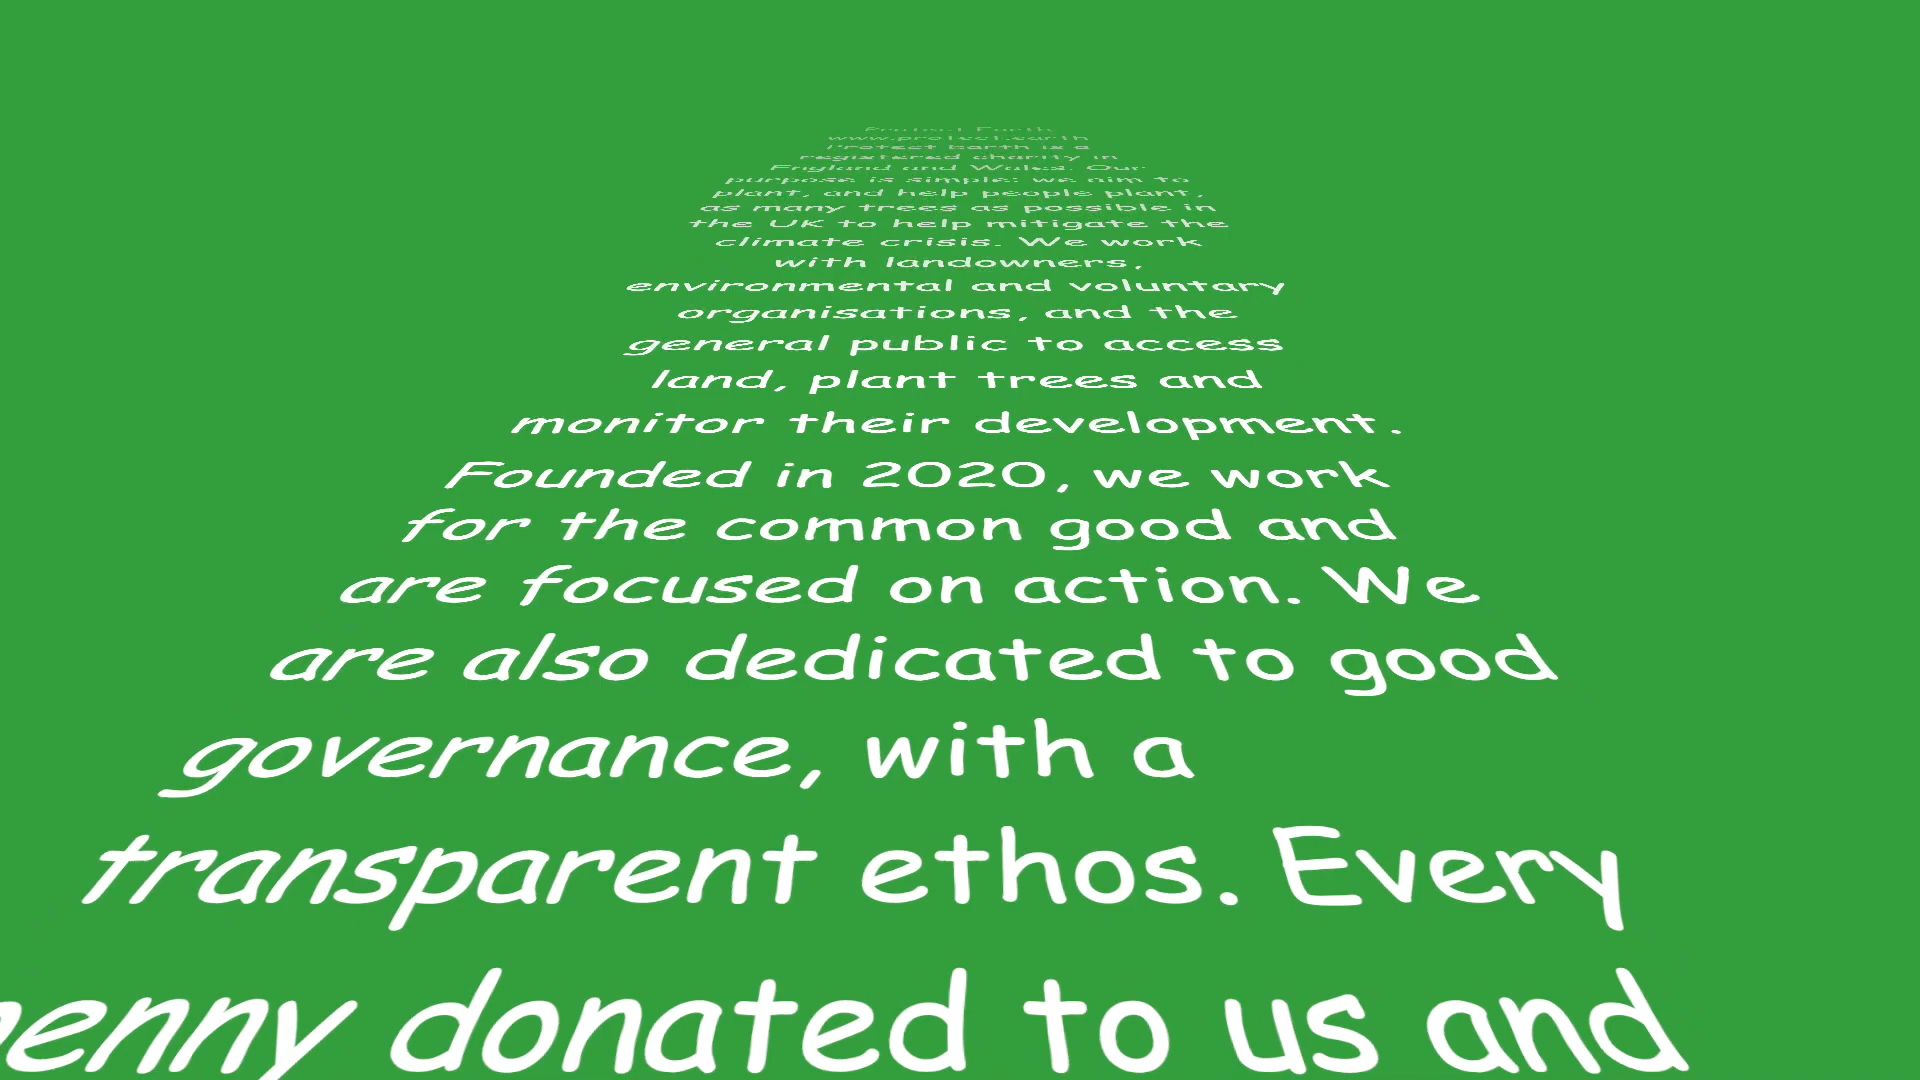 Protect Earth
www.protect.earth
Protect Earth is a
registered charity in
England and Wales. Our
purpose is simple: we aim to
plant, and help people plant,
as many trees as possible in
the UK to help mitigate the
climate crisis. We work
with landowners,
environmental and voluntary
organisations, and the
general public to access
land, plant trees and
monitor their development.
Founded in 2020, we work
for the common good and
are focused on action. We
are also dedicated to good
governance, with a
transparent ethos. Every
penny donated to us and